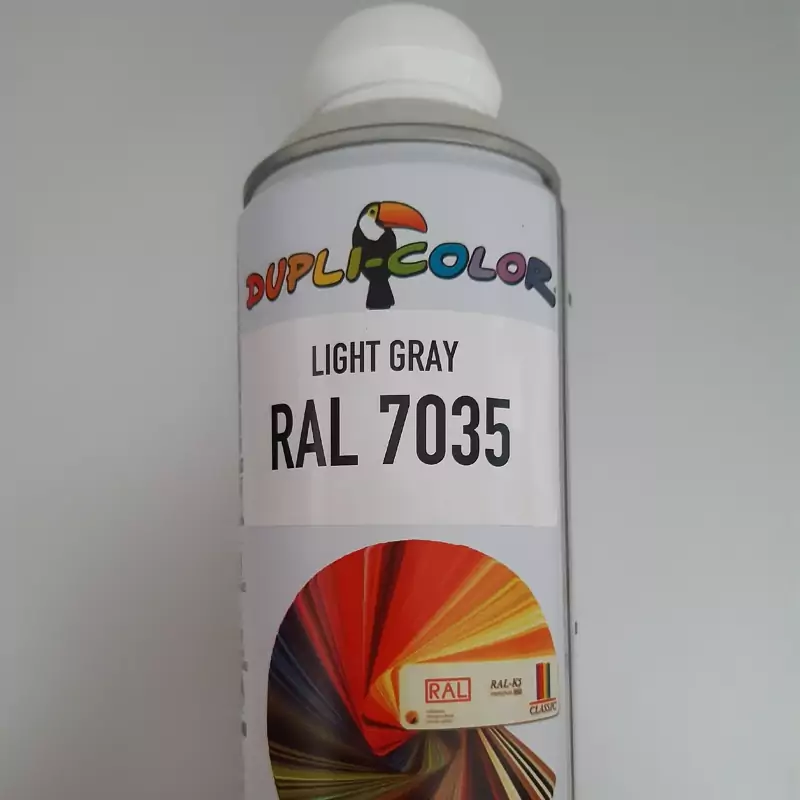 DUPLI-COLOR
LIGHT GRAY
RAL 7035
RAL
RAL-K5
CLASSIC